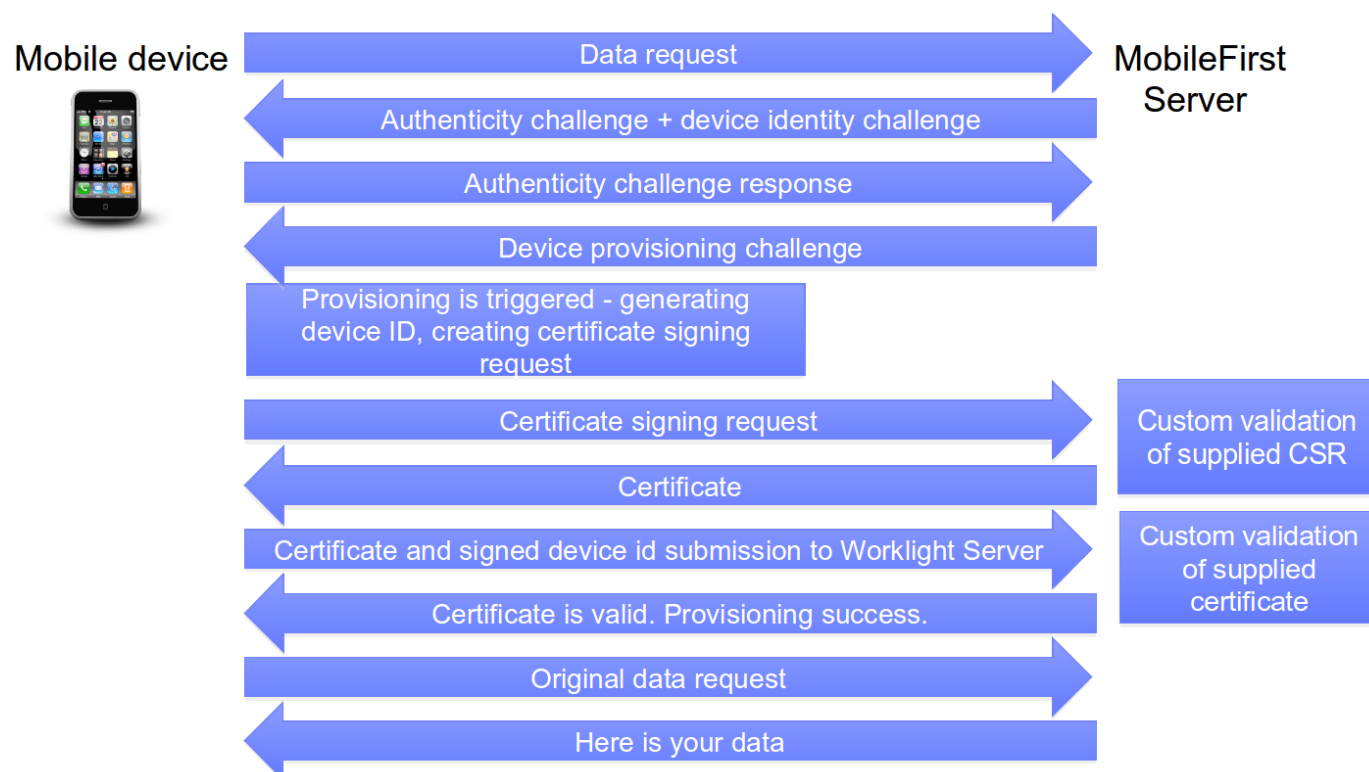 Mobile device
MobileFirst
Server
Data request
Authenticity challenge + device identity challenge
Authenticity challenge response
Device provisioning challenge
Provisioning is triggered - generating
device ID, creating certificate signing
request
Certificate signing request
Custom validation
of supplied CSR
Certificate
Certificate and signed device id submission to Worklight Server
Custom validation
of supplied
certificate
Certificate is valid. Provisioning success.
Original data request
Here is your data